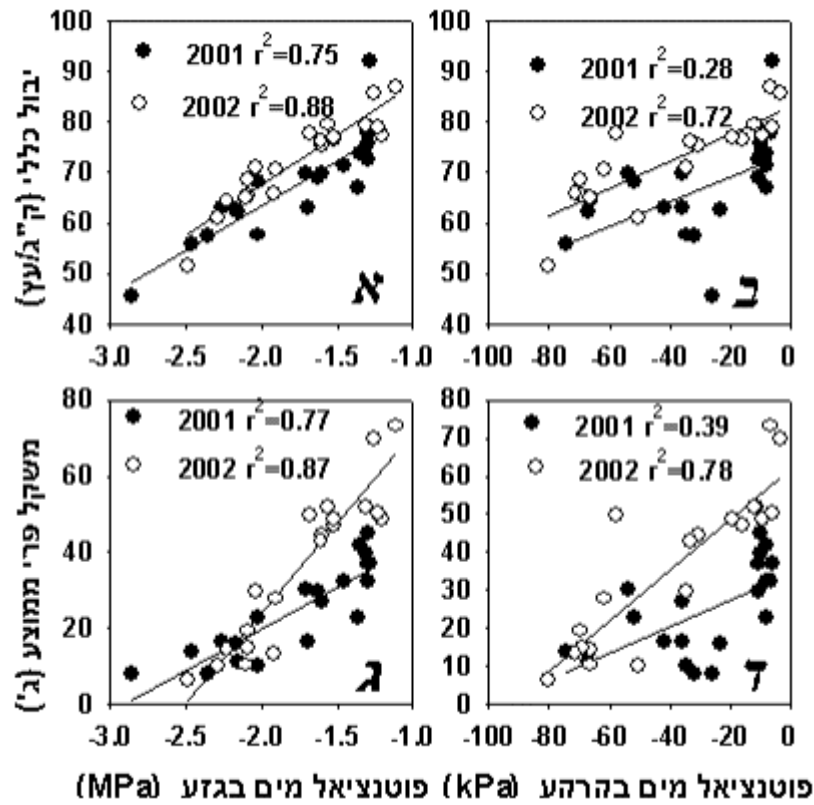 יבול כללי (ק"ג/עץ)
100
90
80
70
60
50
40
2001 r²=0.75
2002 r²=0.88
א
-3.0 -2.5 -2.0 -1.5 -1.0
100
90
80
70
60
50
40
2001 r²=0.28
2002 r²=0.72
ב
-100 -80 -60 -40 -20 0
משקל פרי ממוצע (ג')
80
60
40
20
0
2001 r²=0.77
2002 r²=0.87
ג
-3.0 -2.5 -2.0 -1.5 -1.0
80
70
60
50
40
30
20
10
0
2001 r²=0.39
2002 r²=0.78
ד
-100 -80 -60 -40 -20 0
פוטנציאל מים בגזע (MPa)
פוטנציאל מים בקרקע (kPa)